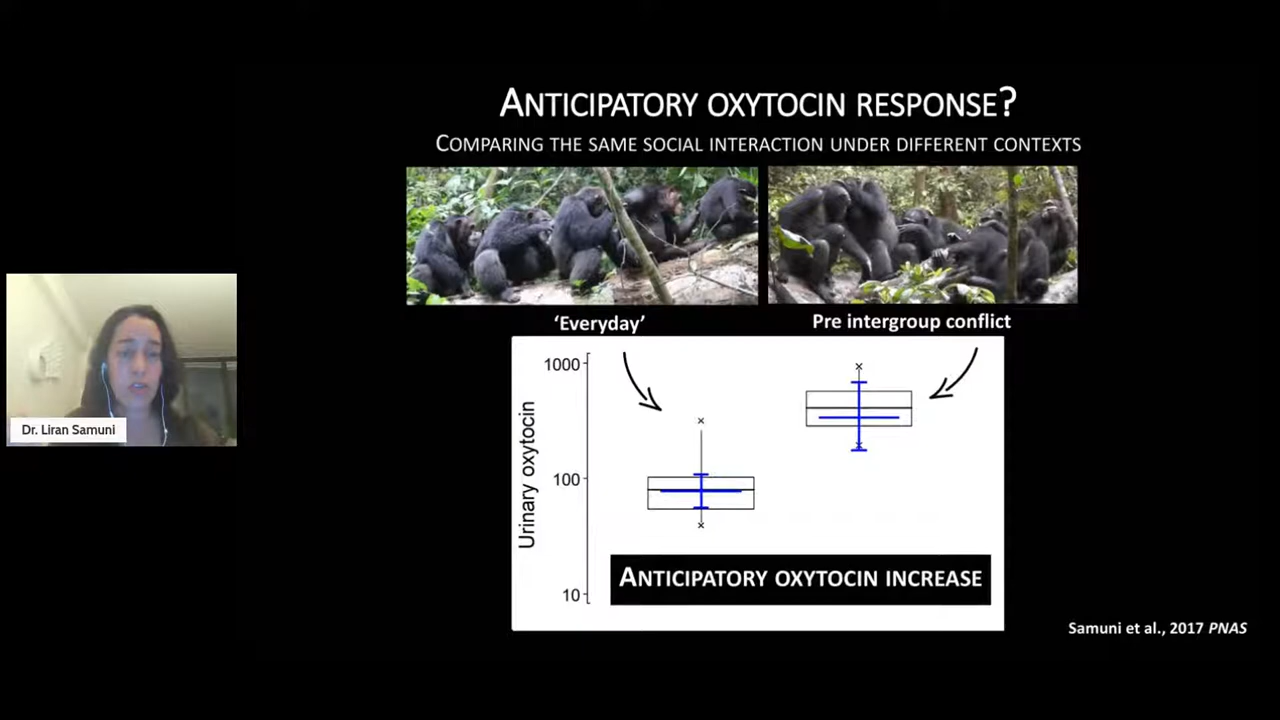 ANTICIPATORY OXYTOCIN RESPONSE?
COMPARING THE SAME SOCIAL INTERACTION UNDER DIFFERENT CONTEXTS
'Everyday'
Pre intergroup conflict
1000
100
10
Urinary oxytocin
ANTICIPATORY OXYTOCIN INCREASE
Dr. Liran Samuni
Samuni et al., 2017 PNAS